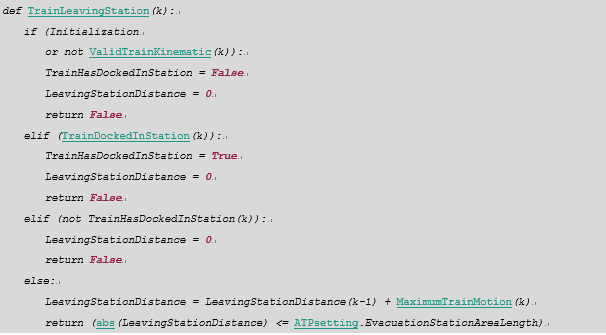 def TrainLeavingStation(k):
if (Initialization
or not ValidTrainKinematic(k)):
TrainHasDockedInStation = False
LeavingStationDistance = 0
return False
elif (TrainDockedInStation(k)):
TrainHasDockedInStation = True
LeavingStationDistance = 0
return False
elif (not TrainHasDockedInStation(k)):
LeavingStationDistance = 0
return False
else:
LeavingStationDistance = LeavingStationDistance(k-1) + MaximumTrainMotion(k)
return (abs(LeavingStationDistance) <= ATPsetting.EvacuationStationAreaLength)